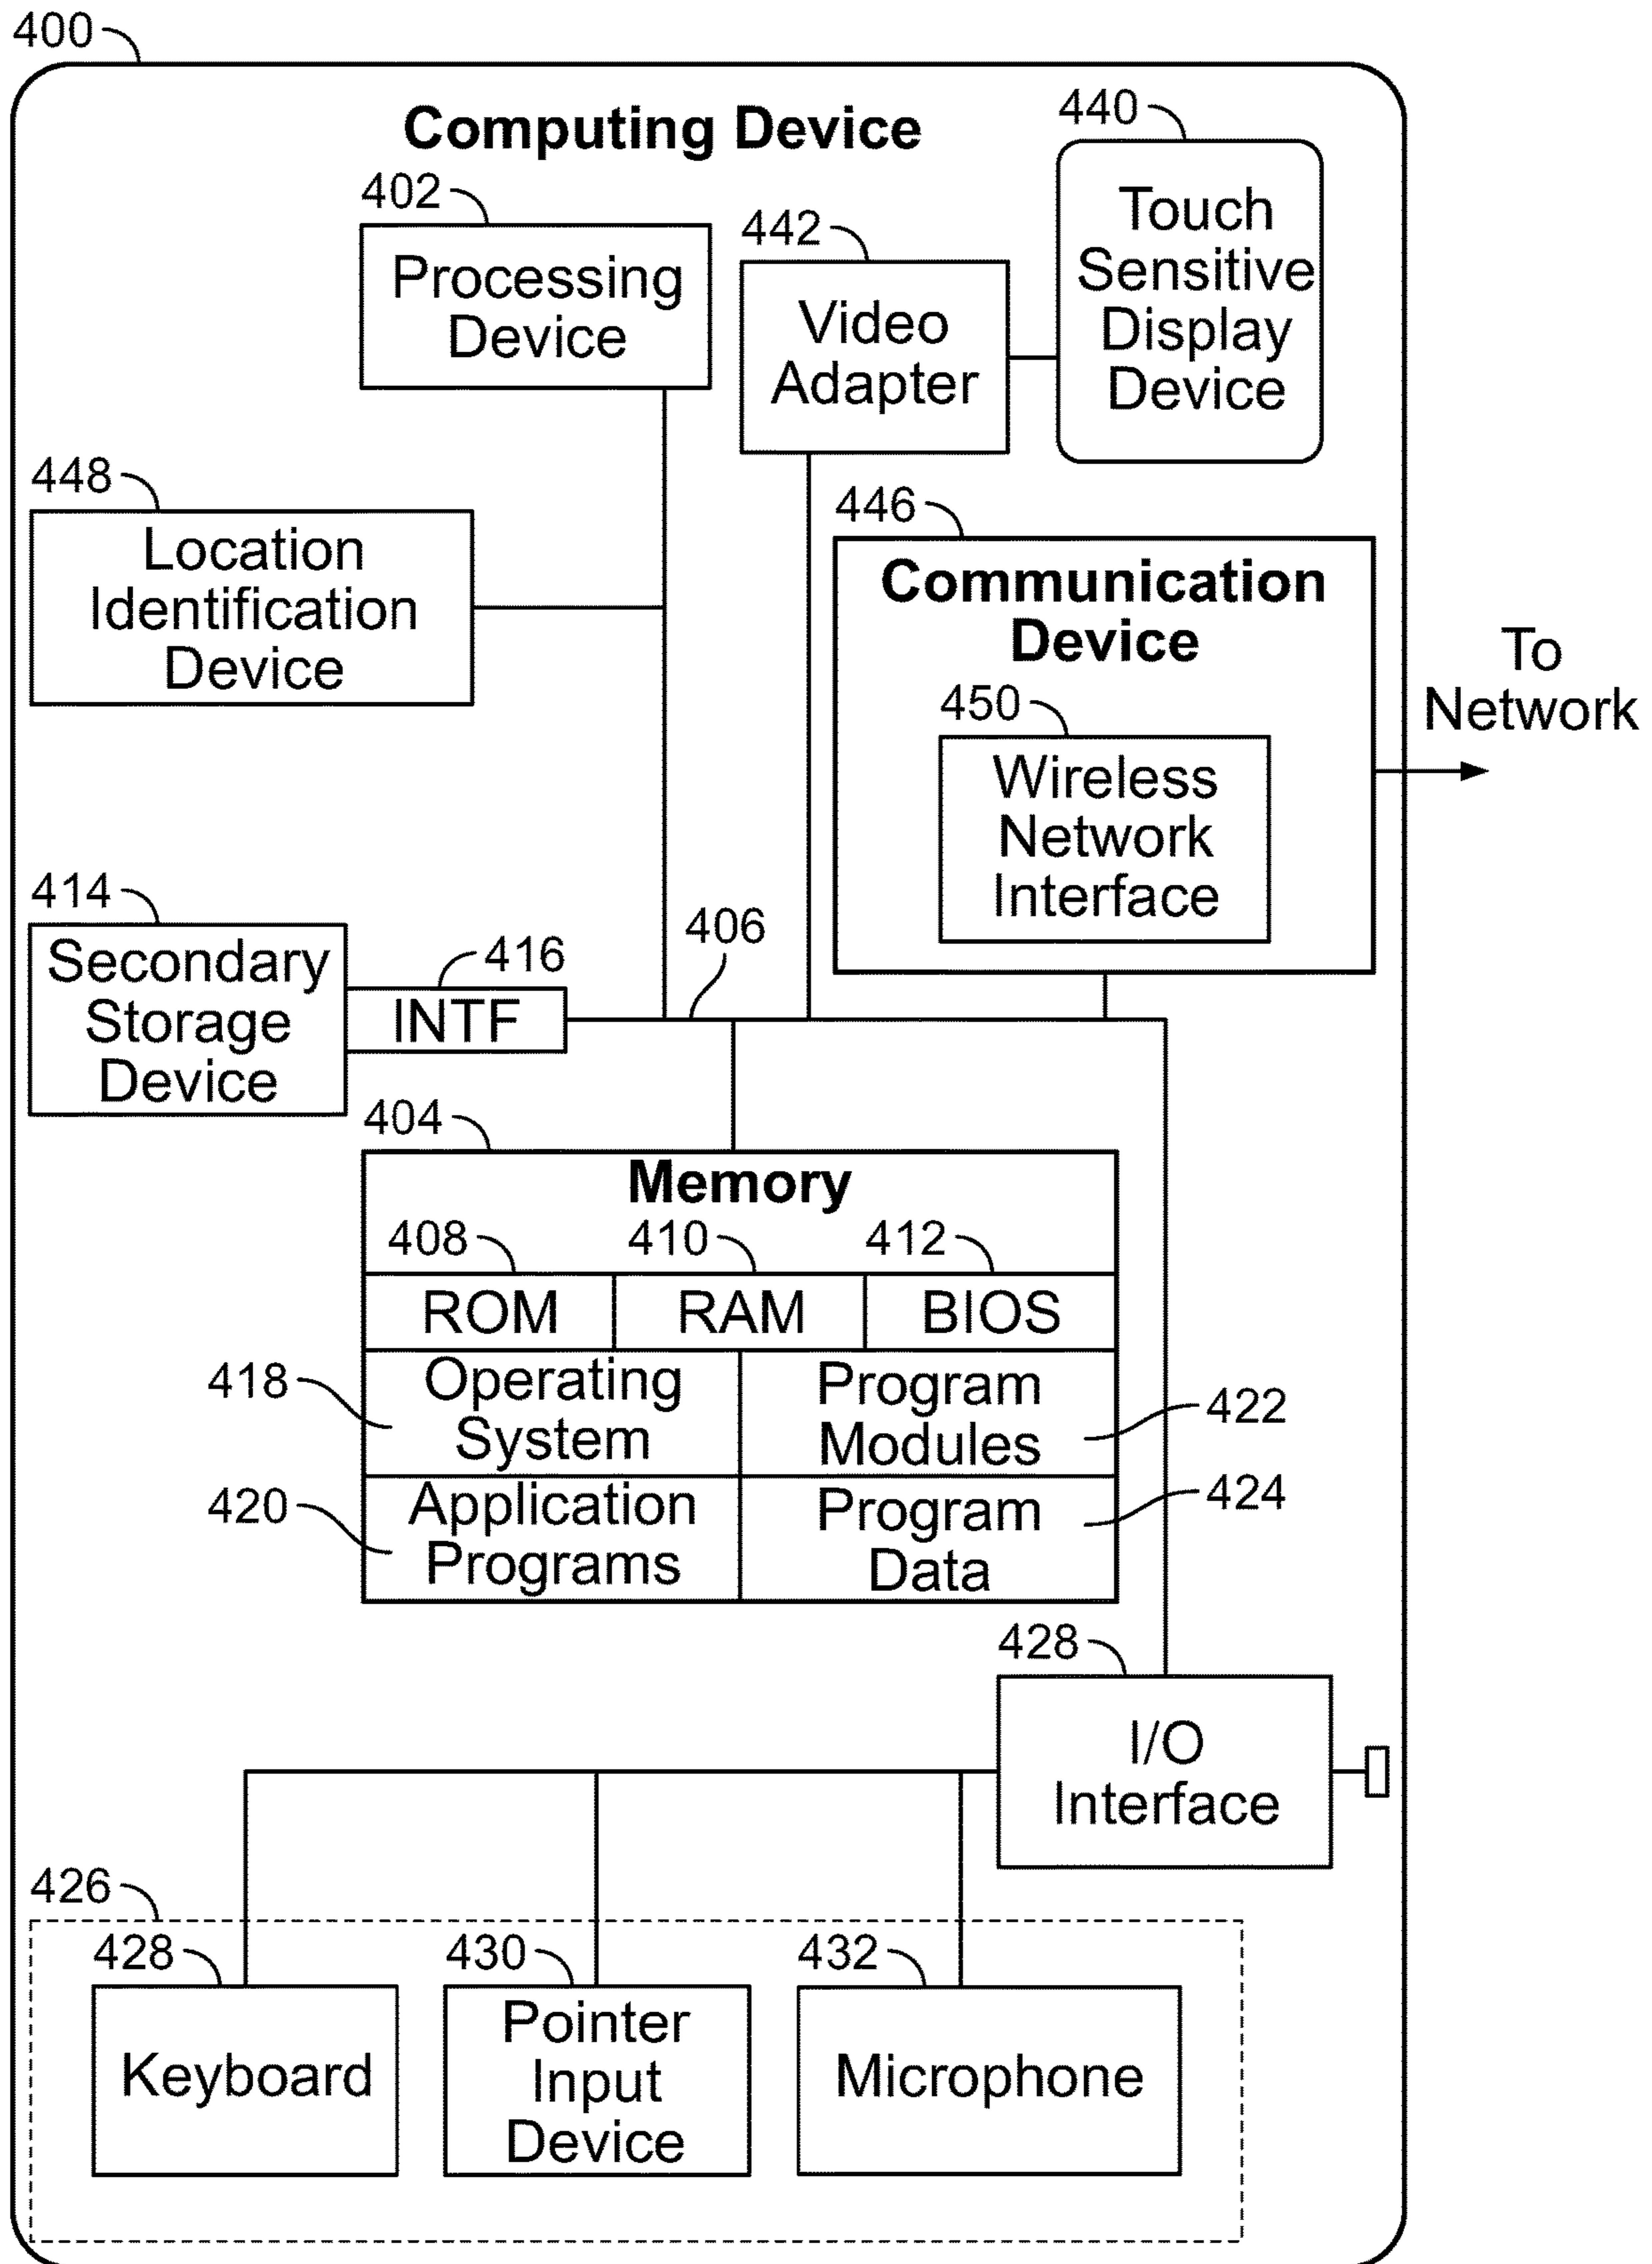 400
Computing Device
440
Touch
Sensitive
Display
Device
402
Processing
Device
442
Video
Adapter
448
Location
Identification
Device
446
Communication
Device
450
Wireless
Network
Interface
To
Network
414
Secondary
Storage
Device
416
INTF
406
404
Memory
408
410
412
ROM
RAM
BIOS
418
Operating
System
Program
Modules
422
420
Application
Programs
Program
Data
424
428
I/O
Interface
426
428
Keyboard
430
Pointer
Input
Device
432
Microphone